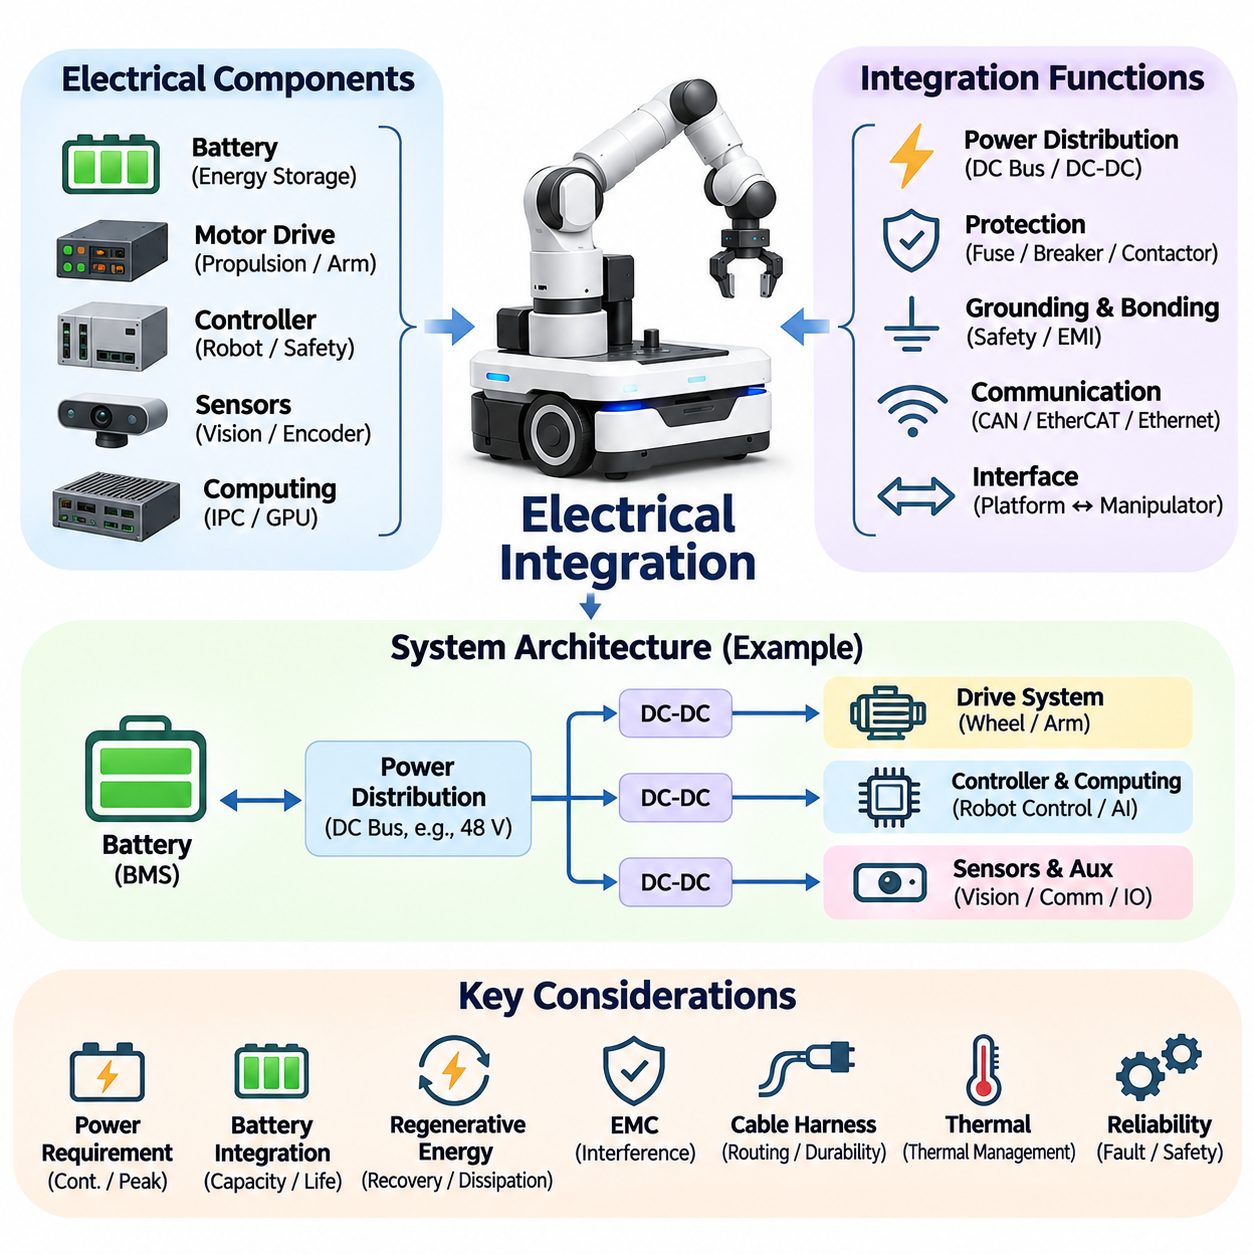 Electrical Components
Battery
(Energy Storage)
Motor Drive
(Propulsion / Arm)
Controller
(Robot / Safety)
Sensors
(Vision / Encoder)
Computing
(IPC / GPU)
Integration Functions
Power Distribution
(DC Bus / DC-DC)
Protection
(Fuse / Breaker / Contactor)
Grounding & Bonding
(Safety / EMI)
Communication
(CAN / EtherCAT / Ethernet)
Interface
(Platform ↔ Manipulator)
Electrical
Integration
System Architecture (Example)
Battery
(BMS)
Power
Distribution
(DC Bus, e.g., 48 V)
DC-DC
DC-DC
DC-DC
Drive System
(Wheel / Arm)
Controller & Computing
(Robot Control / AI)
Sensors & Aux
(Vision / Comm / IO)
Key Considerations
Power
Requirement
(Cont. / Peak)
Battery
Integration
(Capacity / Life)
Regenerative
Energy
(Recovery / Dissipation)
EMC
(Interference)
Cable Harness
(Routing / Durability)
Thermal
(Thermal Management)
Reliability
(Fault / Safety)